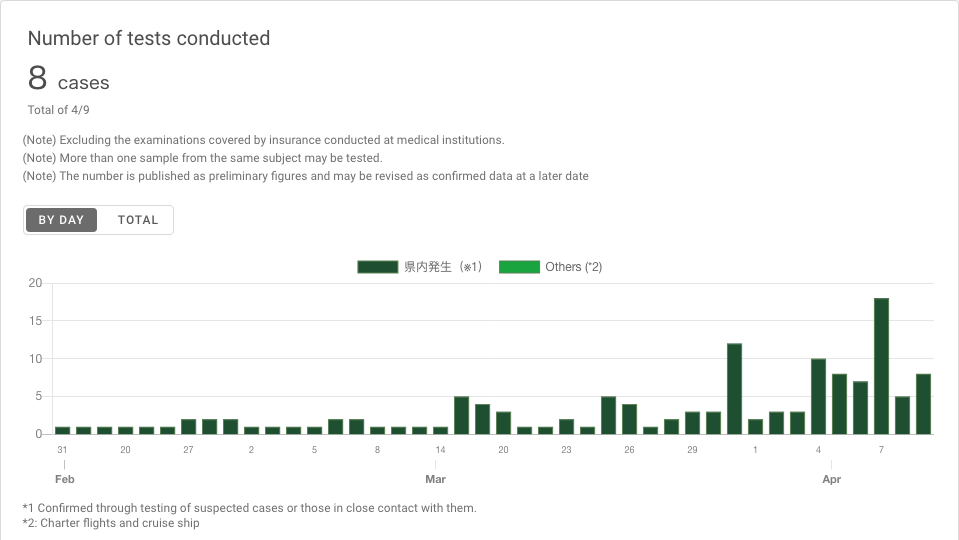 Number of tests conducted
8 cases
Total of 4/9
(Note) Excluding the examinations covered by insurance conducted at medical institutions.
(Note) More than one sample from the same subject may be tested.
(Note) The number is published as preliminary figures and may be revised as confirmed data at a later date
BY DAY TOTAL
県内発生（※1） Others (*2)
20
15
10
5
0
31 20 27 2 5 8 14 20 23 26 29 1 4 7
Feb Mar Apr
*1 Confirmed through testing of suspected cases or those in close contact with them.
*2: Charter flights and cruise ship